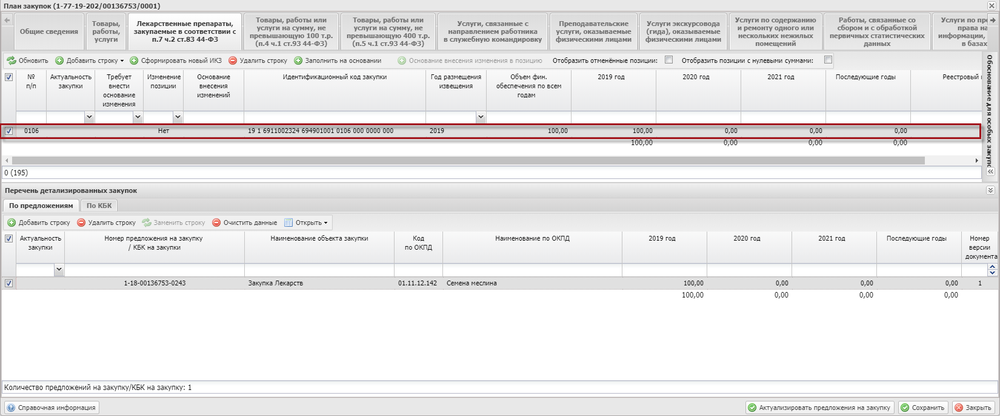 План закупок (1-77-19-202/00136753/0001)
Общие сведения
Товары,
работы,
услуги
Лекарственные препараты,
закупаемые в соответствии с
п.7 ч.2 ст.83 44-ФЗ
Товары, работы или
услуги на сумму, не
превышающую 100 т.р.
(п.4 ч.1 ст.93 44-ФЗ)
Товары, работы или
услуги на сумму, не
превышающую 400 т.р.
(п.5 ч.1 ст.93 44-ФЗ)
Услуги, связанные с
направлением работника
в служебную командировку
Преподавательские
услуги, оказываемые
физическими лицами
Услуги экскурсовода
(гида), оказываемые
физическими лицами
Услуги по содержанию
и ремонту одного или
нескольких нежилых
помещений
Работы, связанные со
сбором и с обработкой
первичных статистических
данных
Услуги по пре
права на
информации,
в базах
Обновить Добавить строку Сформировать новый ИКЗ Удалить строку Заполнить на основании Основание внесения изменения в позицию Отобразить отменённые позиции: Отобразить позиции с нулевыми суммами:
Обоснование для особых закупо
№
п/п
Актуальность
закупки
Требует
внести
основание
изменения
Изменение
позиции
Основание
внесения
изменений
Идентификационный код закупки
Год размещения
извещения
Объем фин.
обеспечения по всем
годам
2019 год
2020 год
2021 год
Последующие годы
Реестровый
0106 Нет 19 1 6911002324 694901001 0106 000 0000 000 2019 100,00 100,00 0,00 0,00 0,00
100,00 0,00 0,00 0,00
0 (195)
Перечень детализированных закупок
По предложениям По КБК
Добавить строку Удалить строку Заменить строку Очистить данные Открыть
Актуальность
закупки
Номер предложения на закупку
/ КБК на закупки
Наименование объекта закупки
Код
по ОКПД
Наименование по ОКПД
2019 год
2020 год
2021 год
Последующие годы
Номер
версии
документа
1-18-00136753-0243 Закупка Лекарств 01.11.12.142 Семена меслина 100,00 0,00 0,00 0,00 1
100,00 0,00 0,00 0,00
Количество предложений на закупку/КБК на закупку: 1
Справочная информация Актуализировать предложения на закупку Сохранить Закрыть